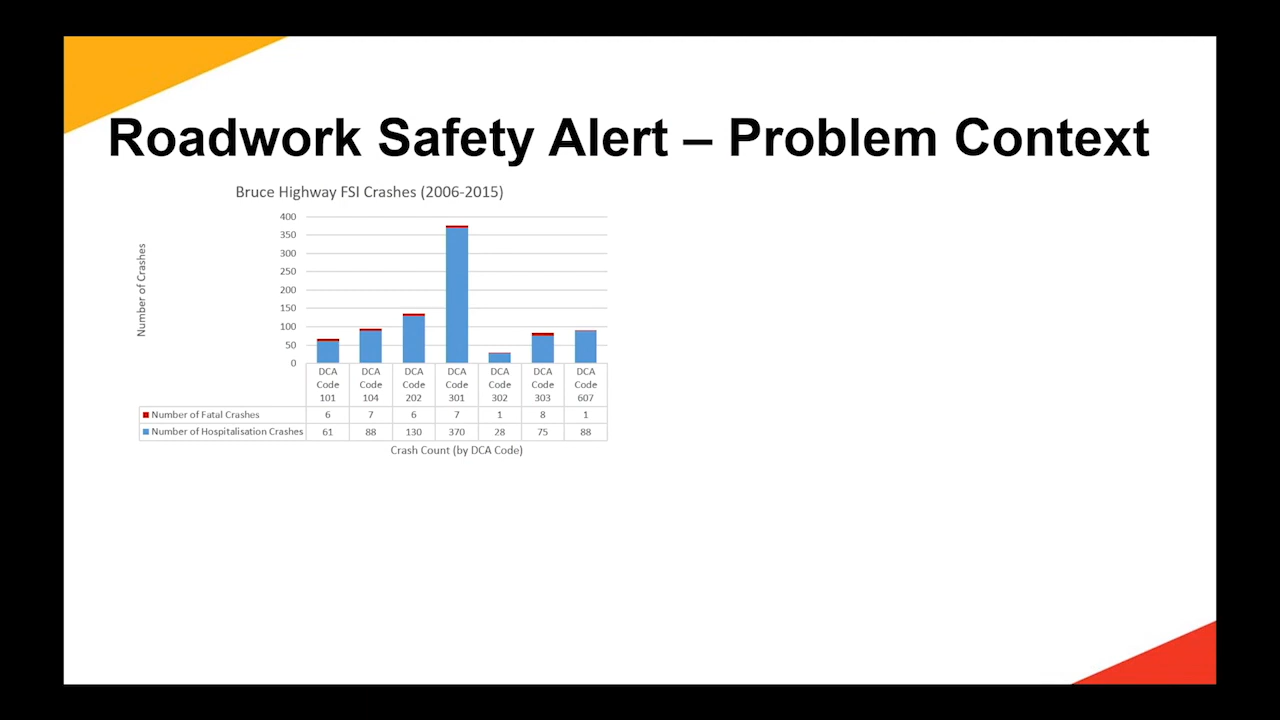 Roadwork Safety Alert – Problem Context
Bruce Highway FSI Crashes (2006-2015)
Number of Crashes
400
350
300
250
200
150
100
50
0
DCA Code 101 DCA Code 104 DCA Code 202 DCA Code 301 DCA Code 302 DCA Code 303 DCA Code 607
Number of Fatal Crashes 6 7 6 7 1 8 1
Number of Hospitalisation Crashes 61 88 130 370 28 75 88
Crash Count (by DCA Code)